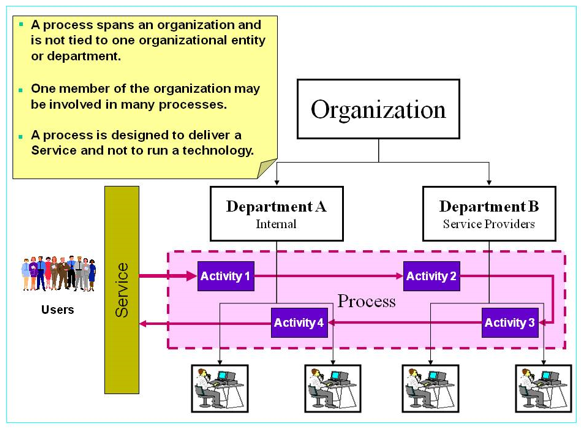 A process spans an organization and
is not tied to one organizational entity
or department.
One member of the organization may
be involved in many processes.
A process is designed to deliver a
Service and not to run a technology.
Organization
Department A
Internal
Department B
Service Providers
Users
Service
Activity 1
Activity 2
Process
Activity 4
Activity 3